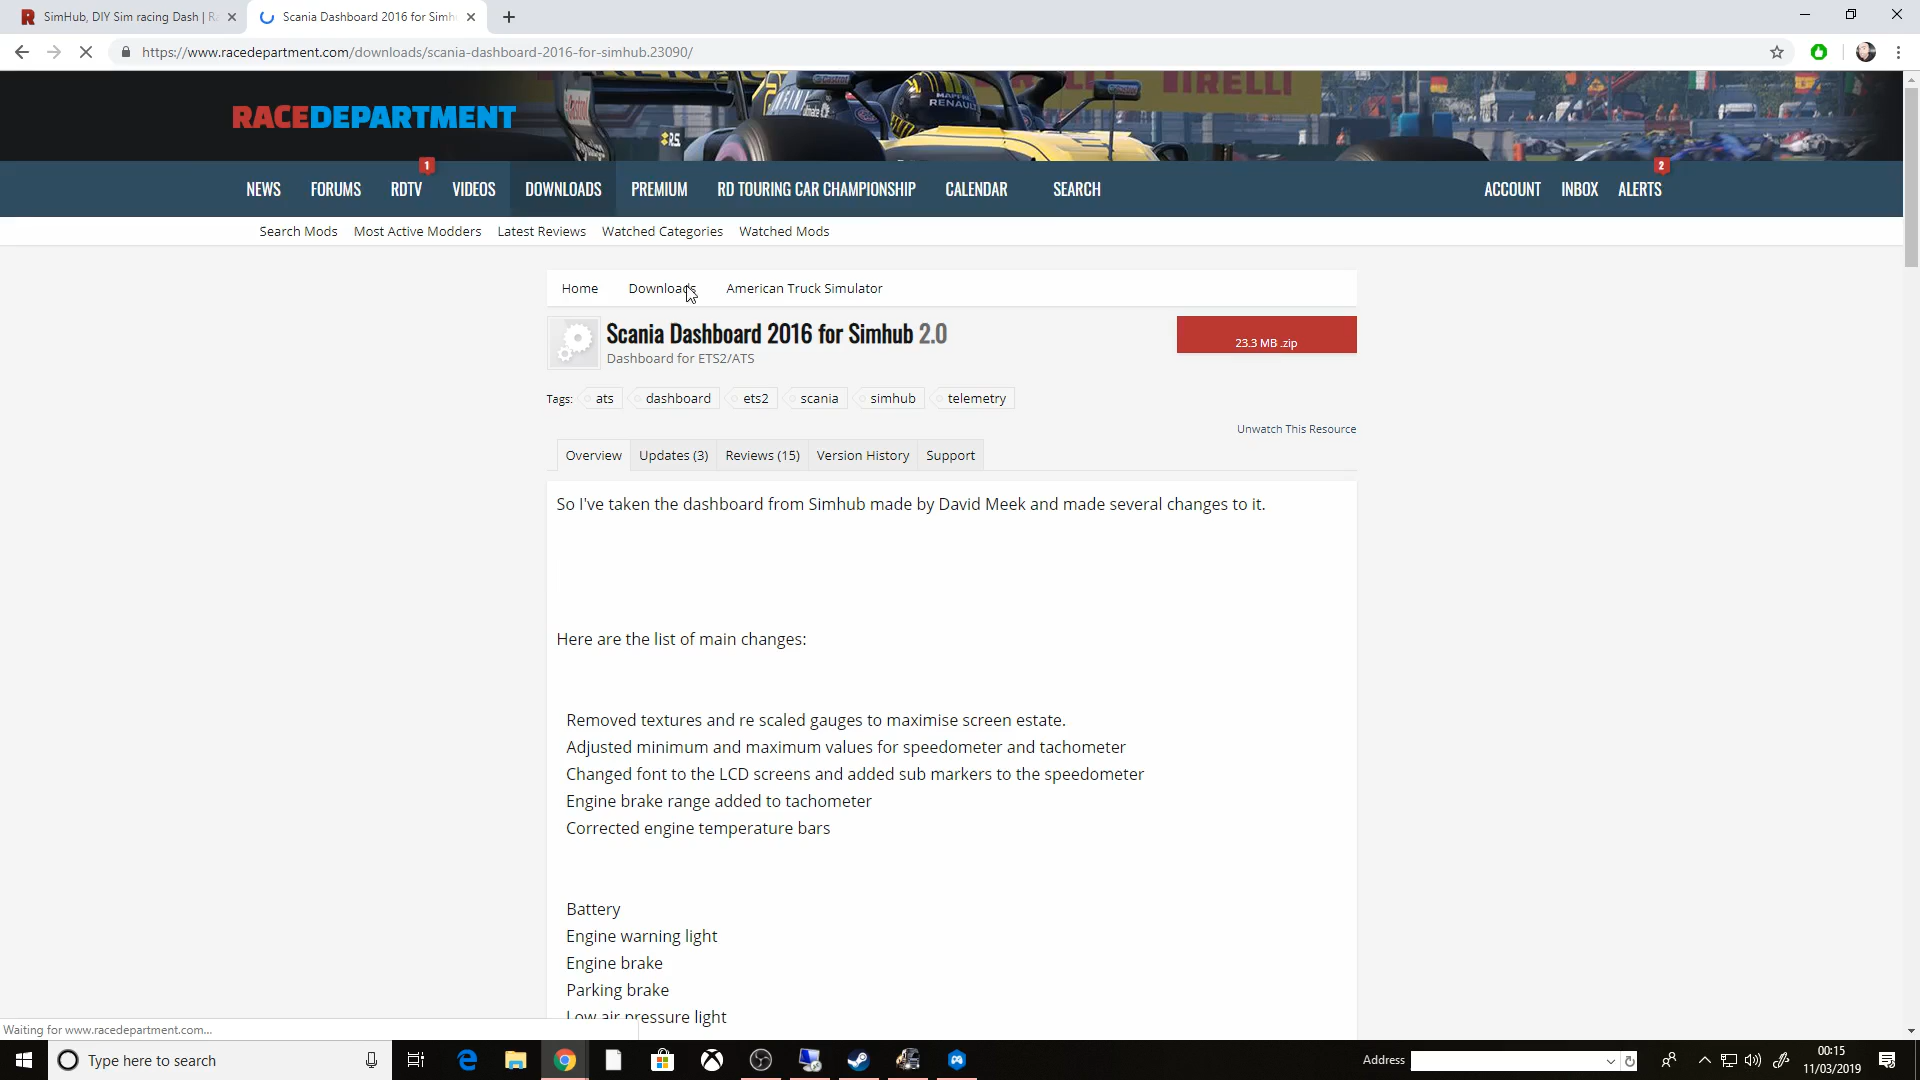 SimHub, DIY Sim racing Dash | Ra
Scania Dashboard 2016 for Simh
https://www.racedepartment.com/downloads/scania-dashboard-2016-for-simhub.23090/
RACEDEPARTMENT
NEWS
FORUMS
RDTV
1
VIDEOS
DOWNLOADS
PREMIUM
RD TOURING CAR CHAMPIONSHIP
CALENDAR
SEARCH
ACCOUNT
INBOX
ALERTS
2
Search Mods
Most Active Modders
Latest Reviews
Watched Categories
Watched Mods
Home
Downloads
American Truck Simulator
Scania Dashboard 2016 for Simhub 2.0
Dashboard for ETS2/ATS
23.3 MB .zip
Tags:
ats
dashboard
ets2
scania
simhub
telemetry
Unwatch This Resource
Overview
Updates (3)
Reviews (15)
Version History
Support
So I've taken the dashboard from Simhub made by David Meek and made several changes to it.
Here are the list of main changes:
Removed textures and re scaled gauges to maximise screen estate.
Adjusted minimum and maximum values for speedometer and tachometer
Changed font to the LCD screens and added sub markers to the speedometer
Engine brake range added to tachometer
Corrected engine temperature bars
Battery
Engine warning light
Engine brake
Parking brake
Low air pressure light
Waiting for www.racedepartment.com...
Type here to search
Address
00:15
11/03/2019